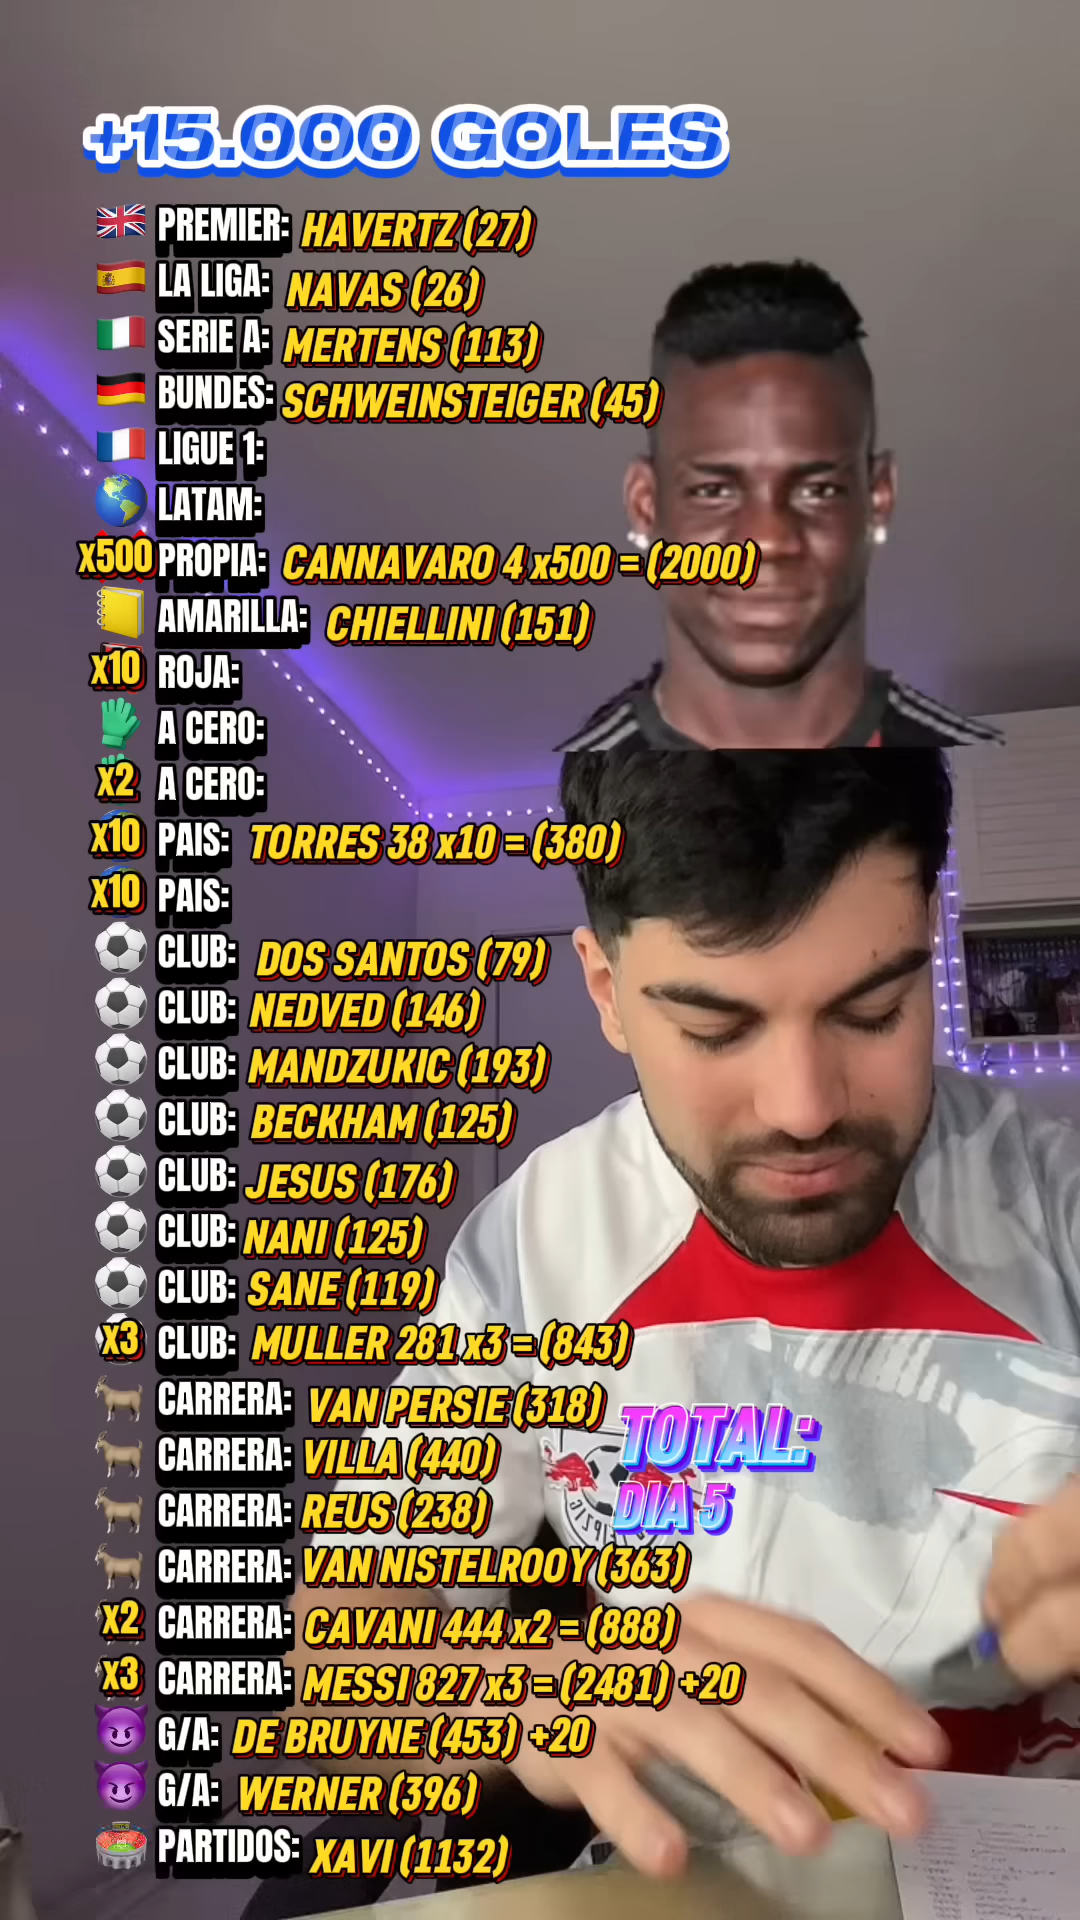 +15.000 GOLES
PREMIER: HAVERTZ (27)
LA LIGA: NAVAS (26)
SERIE A: MERTENS (113)
BUNDES: SCHWEINSTEIGER (45)
LIGUE 1:
LATAM:
X500 PROPIA: CANNAVARO 4 x500 = (2000)
AMARILLA: CHIELLINI (151)
X10 ROJA:
A CERO:
X2 A CERO:
X10 PAIS: TORRES 38 x10 = (380)
X10 PAIS:
CLUB: DOS SANTOS (79)
CLUB: NEDVED (146)
CLUB: MANDZUKIC (193)
CLUB: BECKHAM (125)
CLUB: JESUS (176)
CLUB: NANI (125)
CLUB: SANE (119)
X3 CLUB: MULLER 281 x3 = (843)
CARRERA: VAN PERSIE (318)
TOTAL:
CARRERA: VILLA (440)
DIA 5
CARRERA: REUS (238)
CARRERA: VAN NISTELROOY (363)
X2 CARRERA: CAVANI 444 x2 = (888)
X3 CARRERA: MESSI 827 x3 = (2481) +20
G/A: DE BRUYNE (453) +20
G/A: WERNER (396)
PARTIDOS: XAVI (1132)